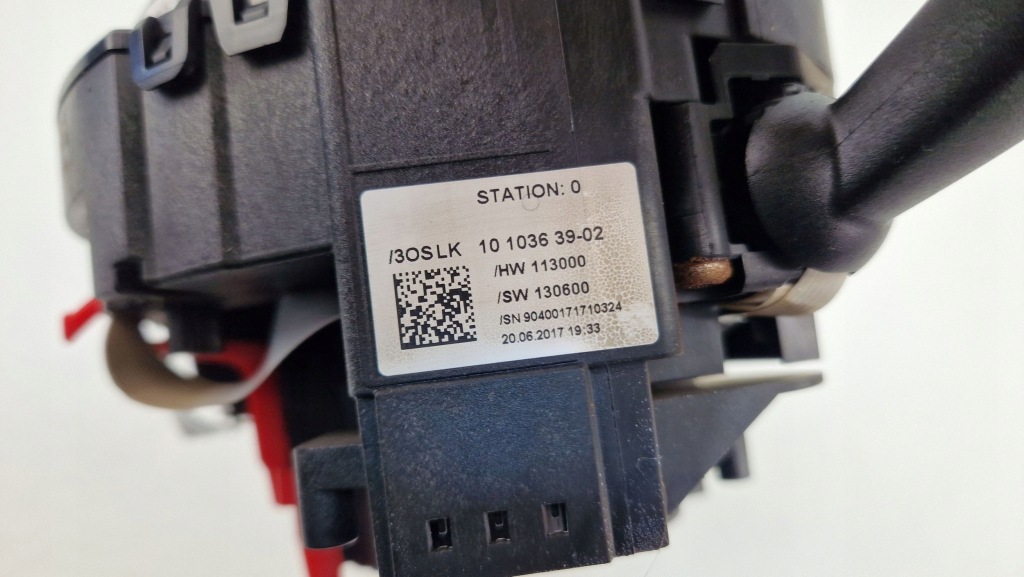 STATION: 0
/3OSLK 10 1036 39-02
/HW 113000
/SW 130600
/SN 90400171710324
20.06.2017 19:33